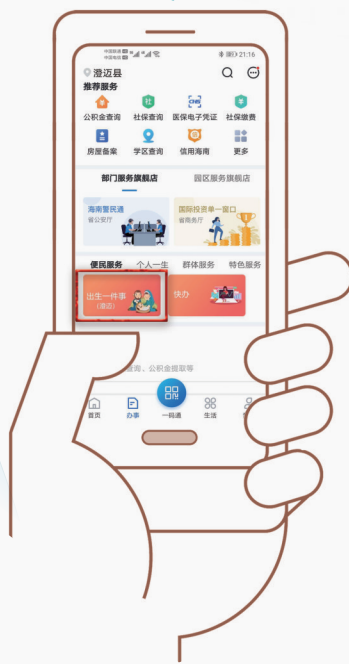 中国移动 21:16
澄迈县
推荐服务
公积金查询 社保查询 医保电子凭证 社保缴费
房屋备案 学区查询 信用海南 更多
部门服务旗舰店 园区服务旗舰店
海南警民通 国际投资单一窗口
省公安厅 省商务厅
便民服务 个人一生 群体服务 特色服务
出生一件事 快办
(澄迈)
查询、公积金提取等
首页 办事 一码通 生活